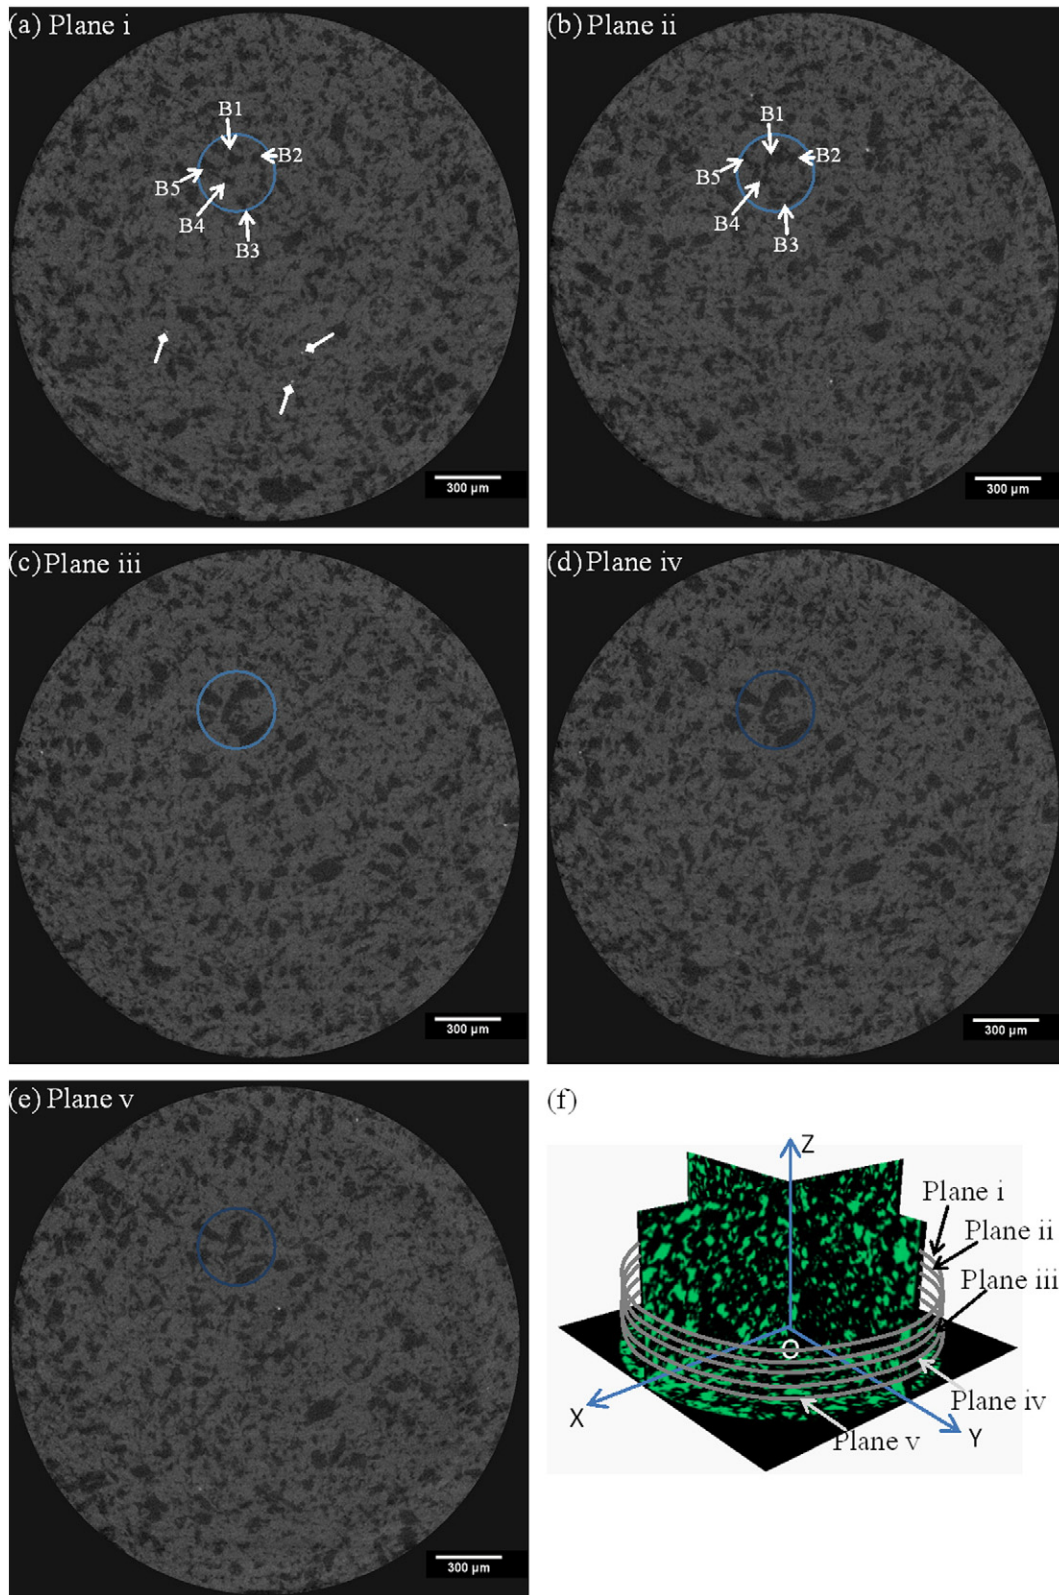 (a) Plane i
B1
B2
B5
B4
B3
300 µm
(b) Plane ii
B1
B2
B5
B4
B3
300 µm
(c) Plane iii
300 µm
(d) Plane iv
300 µm
(e) Plane v
300 µm
(f)
Z
Plane i
Plane ii
Plane iii
O
Plane iv
X
Plane v
Y